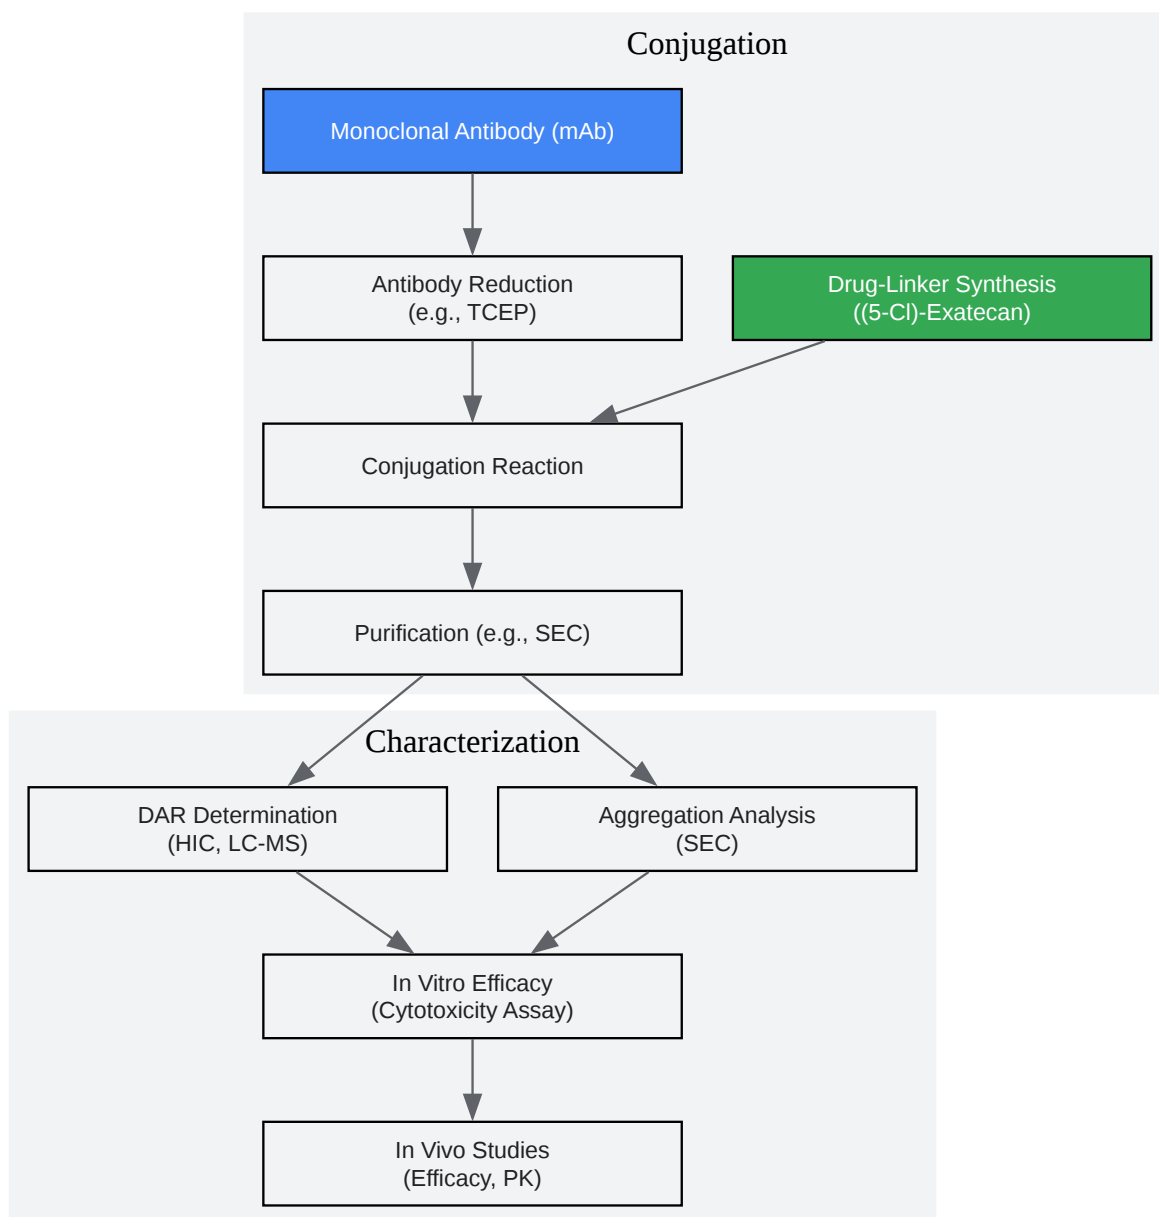 Conjugation
Monoclonal Antibody (mAb)
Antibody Reduction
(e.g., TCEP)
Drug-Linker Synthesis
((5-Cl)-Exatecan)
Conjugation Reaction
Purification (e.g., SEC)
Characterization
DAR Determination
(HIC, LC-MS)
Aggregation Analysis
(SEC)
In Vitro Efficacy
(Cytotoxicity Assay)
In Vivo Studies
(Efficacy, PK)